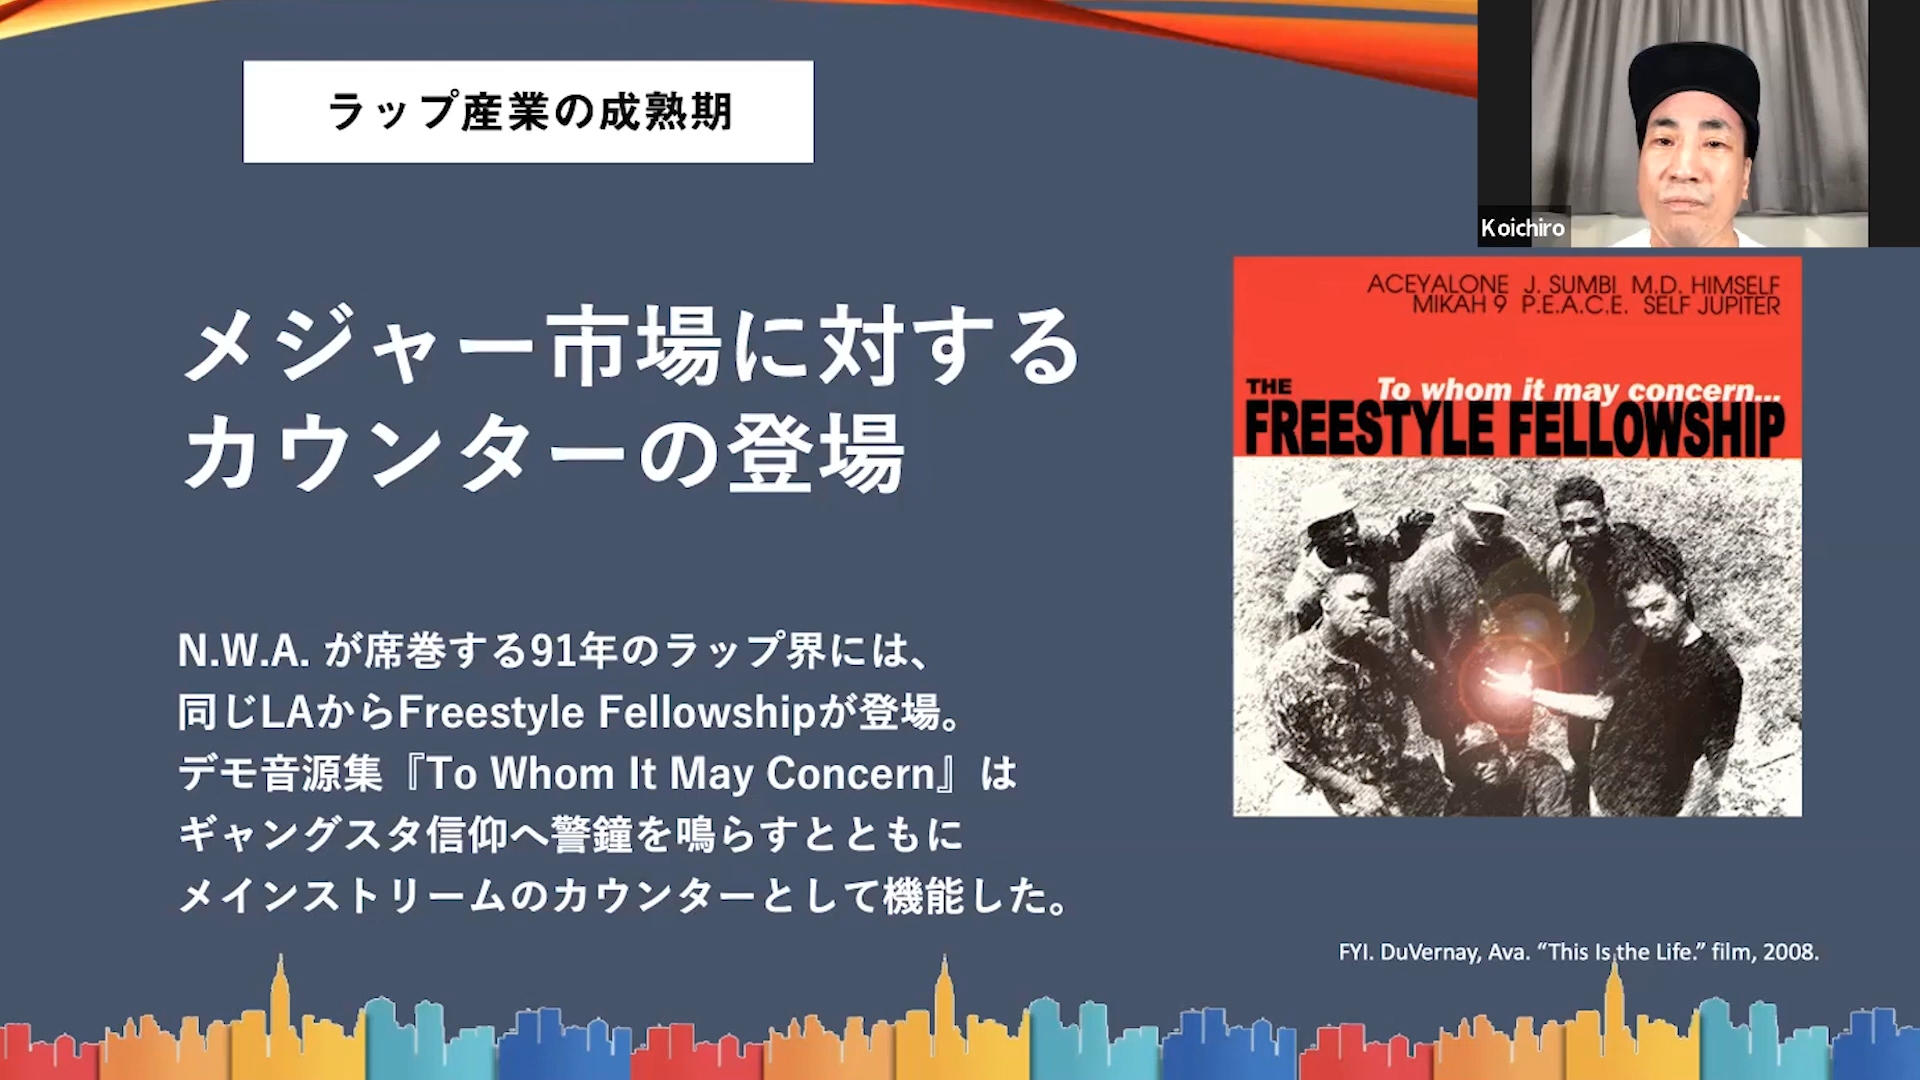 ラップ産業の成熟期
Koichiro
メジャー市場に対する
カウンターの登場
ACEYALONE J. SUMBI M.D. HIMSELF
MIKAH 9 P.E.A.C.E. SELF JUPITER
To whom it may concern...
THE
FREESTYLE FELLOWSHIP
N.W.A. が席巻する91年のラップ界には、
同じLAからFreestyle Fellowshipが登場。
デモ音源集『To Whom It May Concern』は
ギャングスタ信仰へ警鐘を鳴らすとともに
メインストリームのカウンターとして機能した。
FYI. DuVernay, Ava. “This Is the Life.” film, 2008.